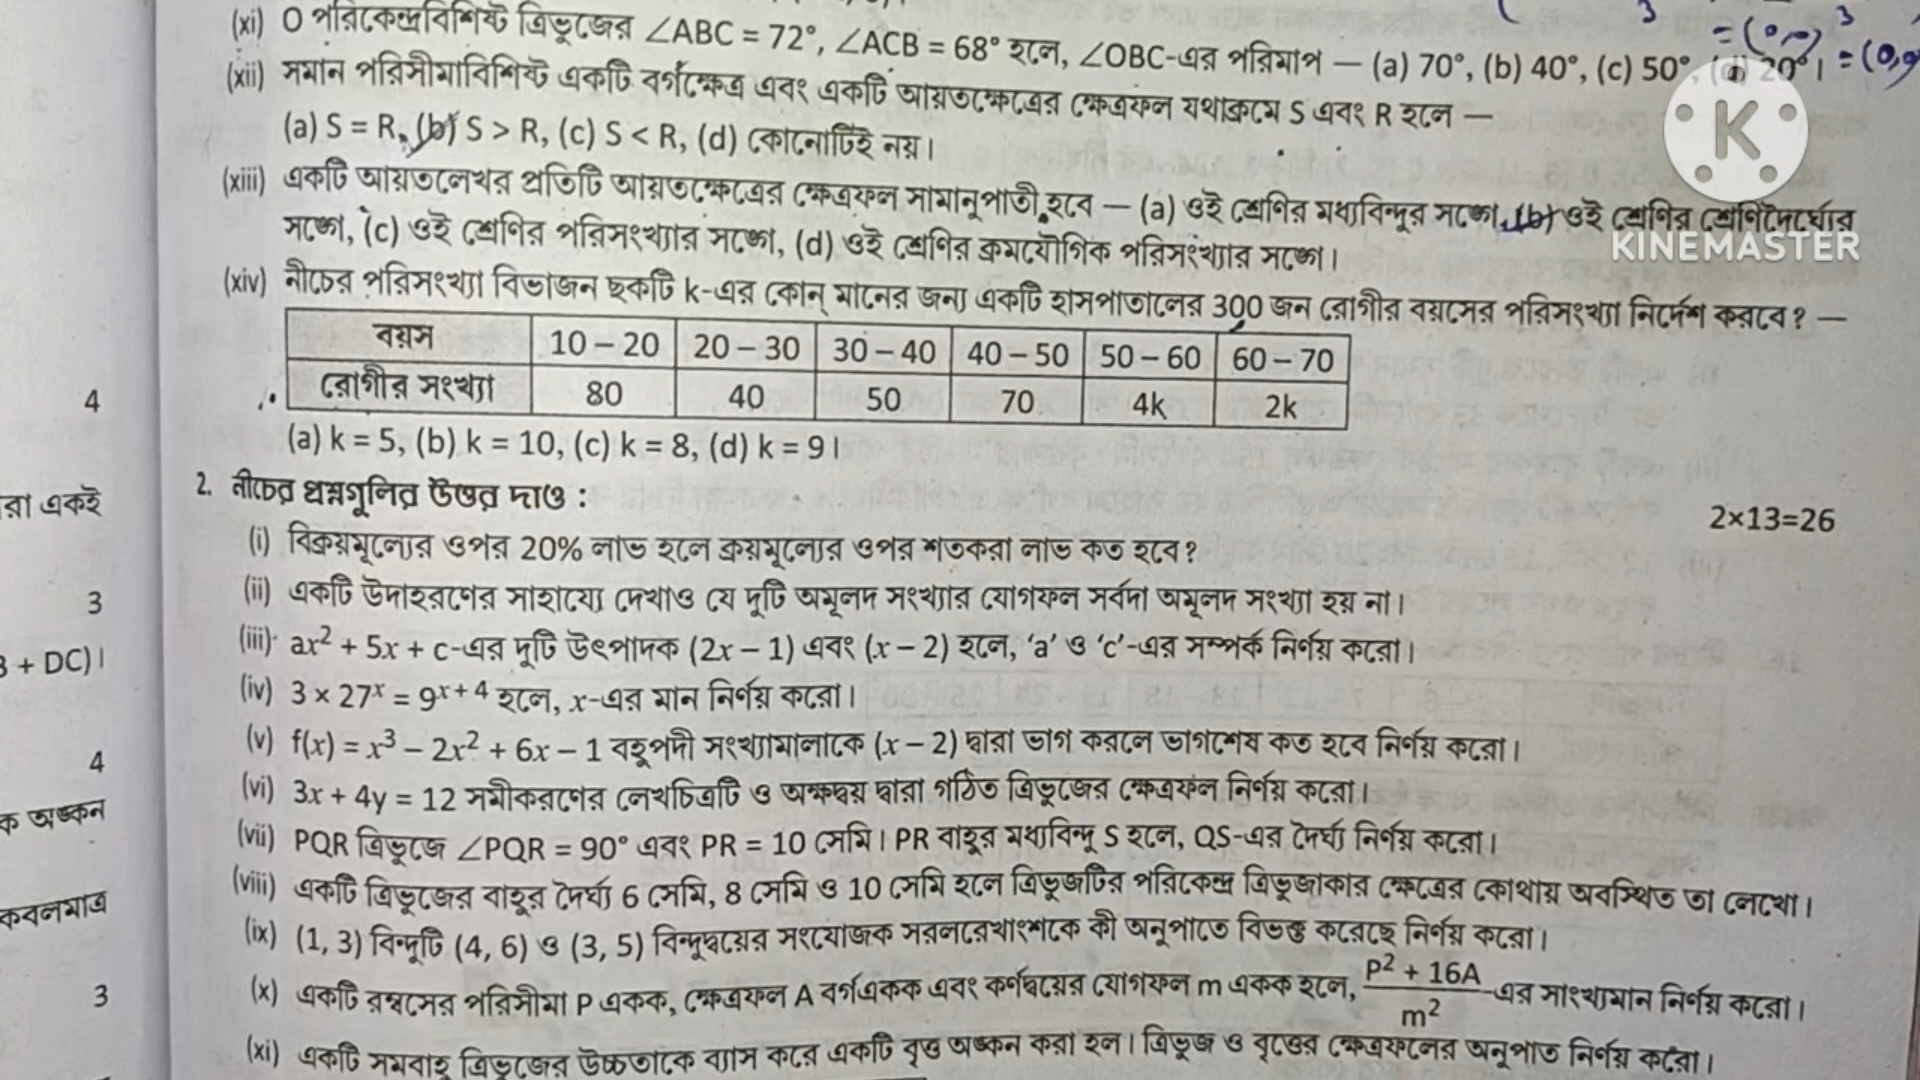 (xi) O পরিকেন্দ্রবিশিষ্ট ত্রিভুজের ∠ABC = 72°, ∠ACB = 68° হলে, ∠OBC-এর পরিমাপ — (a) 70°, (b) 40°, (c) 50°, (d) 20°।
(xii) সমান পরিসীমাবিশিষ্ট একটি বর্গক্ষেত্র এবং একটি আয়তক্ষেত্রের ক্ষেত্রফল যথাক্রমে S এবং R হলে —
(a) S = R, (b) S > R, (c) S < R, (d) কোনোটিই নয়।
(xiii) একটি আয়তলেখর প্রতিটি আয়তক্ষেত্রের ক্ষেত্রফল সামানুপাতী হবে — (a) ওই শ্রেণির মধ্যবিন্দুর সঙ্গে, (b) ওই শ্রেণির শ্রেণিদৈর্ঘ্যের
সঙ্গে, (c) ওই শ্রেণির পরিসংখ্যার সঙ্গে, (d) ওই শ্রেণির ক্রমযৌগিক পরিসংখ্যার সঙ্গে।
KINEMASTER
(xiv) নীচের পরিসংখ্যা বিভাজন ছকটি k-এর কোন্ মানের জন্য একটি হাসপাতালের 300 জন রোগীর বয়সের পরিসংখ্যা নির্দেশ করবে? —
বয়স 10 – 20 20 – 30 30 – 40 40 – 50 50 – 60 60 – 70
রোগীর সংখ্যা 80 40 50 70 4k 2k
4
(a) k = 5, (b) k = 10, (c) k = 8, (d) k = 9।
রা একই
2. নীচের প্রশ্নগুলির উত্তর দাও :
2×13=26
(i) বিক্রয়মূল্যের ওপর 20% লাভ হলে ক্রয়মূল্যের ওপর শতকরা লাভ কত হবে?
3
(ii) একটি উদাহরণের সাহায্যে দেখাও যে দুটি অমূলদ সংখ্যার যোগফল সর্বদা অমূলদ সংখ্যা হয় না।
+ DC)।
(iii) ax² + 5x + c-এর দুটি উৎপাদক (2x – 1) এবং (x – 2) হলে, 'a' ও 'c'-এর সম্পর্ক নির্ণয় করো।
(iv) 3 × 27ˣ = 9ˣ⁺⁴ হলে, x-এর মান নির্ণয় করো।
4
(v) f(x) = x³ – 2x² + 6x – 1 বহুপদী সংখ্যামালাকে (x – 2) দ্বারা ভাগ করলে ভাগশেষ কত হবে নির্ণয় করো।
ক অঙ্কন
(vi) 3x + 4y = 12 সমীকরণের লেখচিত্রটি ও অক্ষদ্বয় দ্বারা গঠিত ত্রিভুজের ক্ষেত্রফল নির্ণয় করো।
(vii) PQR ত্রিভুজে ∠PQR = 90° এবং PR = 10 সেমি। PR বাহুর মধ্যবিন্দু S হলে, QS-এর দৈর্ঘ্য নির্ণয় করো।
কেবলমাত্র
(viii) একটি ত্রিভুজের বাহুর দৈর্ঘ্য 6 সেমি, 8 সেমি ও 10 সেমি হলে ত্রিভুজটির পরিকেন্দ্র ত্রিভুজাকার ক্ষেত্রের কোথায় অবস্থিত তা লেখো।
(ix) (1, 3) বিন্দুটি (4, 6) ও (3, 5) বিন্দুদ্বয়ের সংযোজক সরলরেখাংশকে কী অনুপাতে বিভক্ত করেছে নির্ণয় করো।
3
(x) একটি রম্বসের পরিসীমা P একক, ক্ষেত্রফল A বর্গএকক এবং কর্ণদ্বয়ের যোগফল m একক হলে, (P² + 16A)/m² -এর সাংখ্যমান নির্ণয় করো।
(xi) একটি সমবাহু ত্রিভুজের উচ্চতাকে ব্যাস করে একটি বৃত্ত অঙ্কন করা হল। ত্রিভুজ ও বৃত্তের ক্ষেত্রফলের অনুপাত নির্ণয় করো।